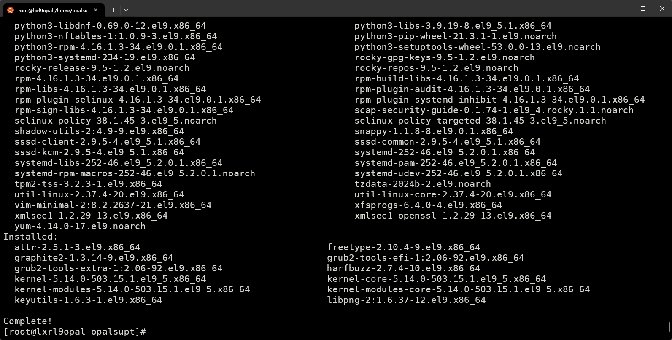 python3-libdnf-0.69.0-12.el9.x86_64 python3-libs-3.9.19-8.el9_5.1.x86_64
python3-nftables-1:1.0.9-3.el9.x86_64 python3-pip-wheel-21.3.1-1.el9.noarch
python3-rpm-4.16.1.3-34.el9.0.1.x86_64 python3-setuptools-wheel-53.0.0-13.el9.noarch
python3-systemd-234-19.el9.x86_64 rocky-gpg-keys-9.5-1.2.el9.noarch
rocky-release-9.5-1.2.el9.noarch rocky-repos-9.5-1.2.el9.noarch
rpm-4.16.1.3-34.el9.0.1.x86_64 rpm-build-libs-4.16.1.3-34.el9.0.1.x86_64
rpm-libs-4.16.1.3-34.el9.0.1.x86_64 rpm-plugin-audit-4.16.1.3-34.el9.0.1.x86_64
rpm-plugin-selinux-4.16.1.3-34.el9.0.1.x86_64 rpm-plugin-systemd-inhibit-4.16.1.3-34.el9.0.1.x86_64
rpm-sign-libs-4.16.1.3-34.el9.0.1.x86_64 scap-security-guide-0.1.74-1.el9_4.rocky.1.1.noarch
selinux-policy-38.1.45-3.el9_5.noarch selinux-policy-targeted-38.1.45-3.el9_5.noarch
shadow-utils-2:4.9-9.el9.x86_64 snappy-1.1.8-8.el9.0.1.x86_64
sssd-client-2.9.5-4.el9_5.1.x86_64 sssd-common-2.9.5-4.el9_5.1.x86_64
sssd-kcm-2.9.5-4.el9_5.1.x86_64 systemd-252-46.el9_5.2.0.1.x86_64
systemd-libs-252-46.el9_5.2.0.1.x86_64 systemd-pam-252-46.el9_5.2.0.1.x86_64
systemd-rpm-macros-252-46.el9_5.2.0.1.noarch systemd-udev-252-46.el9_5.2.0.1.x86_64
tpm2-tss-3.2.3-1.el9.x86_64 tzdata-2024b-2.el9.noarch
util-linux-2.37.4-20.el9.x86_64 util-linux-core-2.37.4-20.el9.x86_64
vim-minimal-2:8.2.2637-21.el9.x86_64 xfsprogs-6.4.0-4.el9.x86_64
xmlsec1-1.2.29-13.el9.x86_64 xmlsec1-openssl-1.2.29-13.el9.x86_64
yum-4.14.0-17.el9.noarch
Installed:
attr-2.5.1-3.el9.x86_64 freetype-2.10.4-9.el9.x86_64
graphite2-1.3.14-9.el9.x86_64 grub2-tools-efi-1:2.06-92.el9.x86_64
grub2-tools-extra-1:2.06-92.el9.x86_64 harfbuzz-2.7.4-10.el9.x86_64
kernel-5.14.0-503.15.1.el9_5.x86_64 kernel-core-5.14.0-503.15.1.el9_5.x86_64
kernel-modules-5.14.0-503.15.1.el9_5.x86_64 kernel-modules-core-5.14.0-503.15.1.el9_5.x86_64
keyutils-1.6.3-1.el9.x86_64 libpng-2:1.6.37-12.el9.x86_64
Complete!
[root@lxrl9opal opalsupt]#